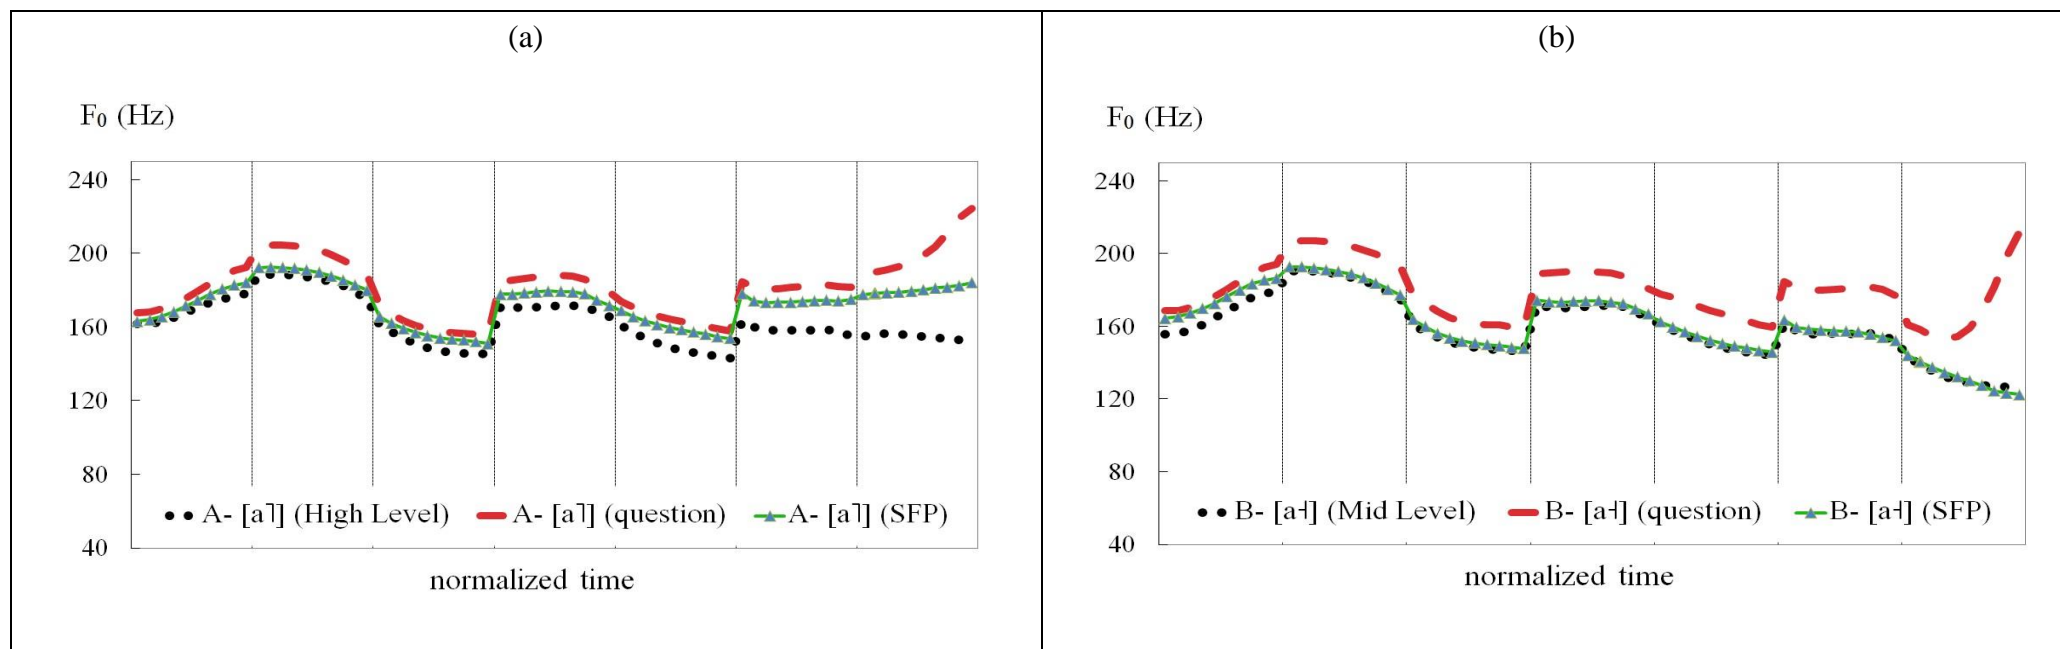 (a)
F₀ (Hz)
240
200
160
120
80
40
A- [a˥] (High Level) A- [a˥] (question) A- [a˥] (SFP)
normalized time
(b)
F₀ (Hz)
240
200
160
120
80
40
B- [a˧] (Mid Level) B- [a˧] (question) B- [a˧] (SFP)
normalized time